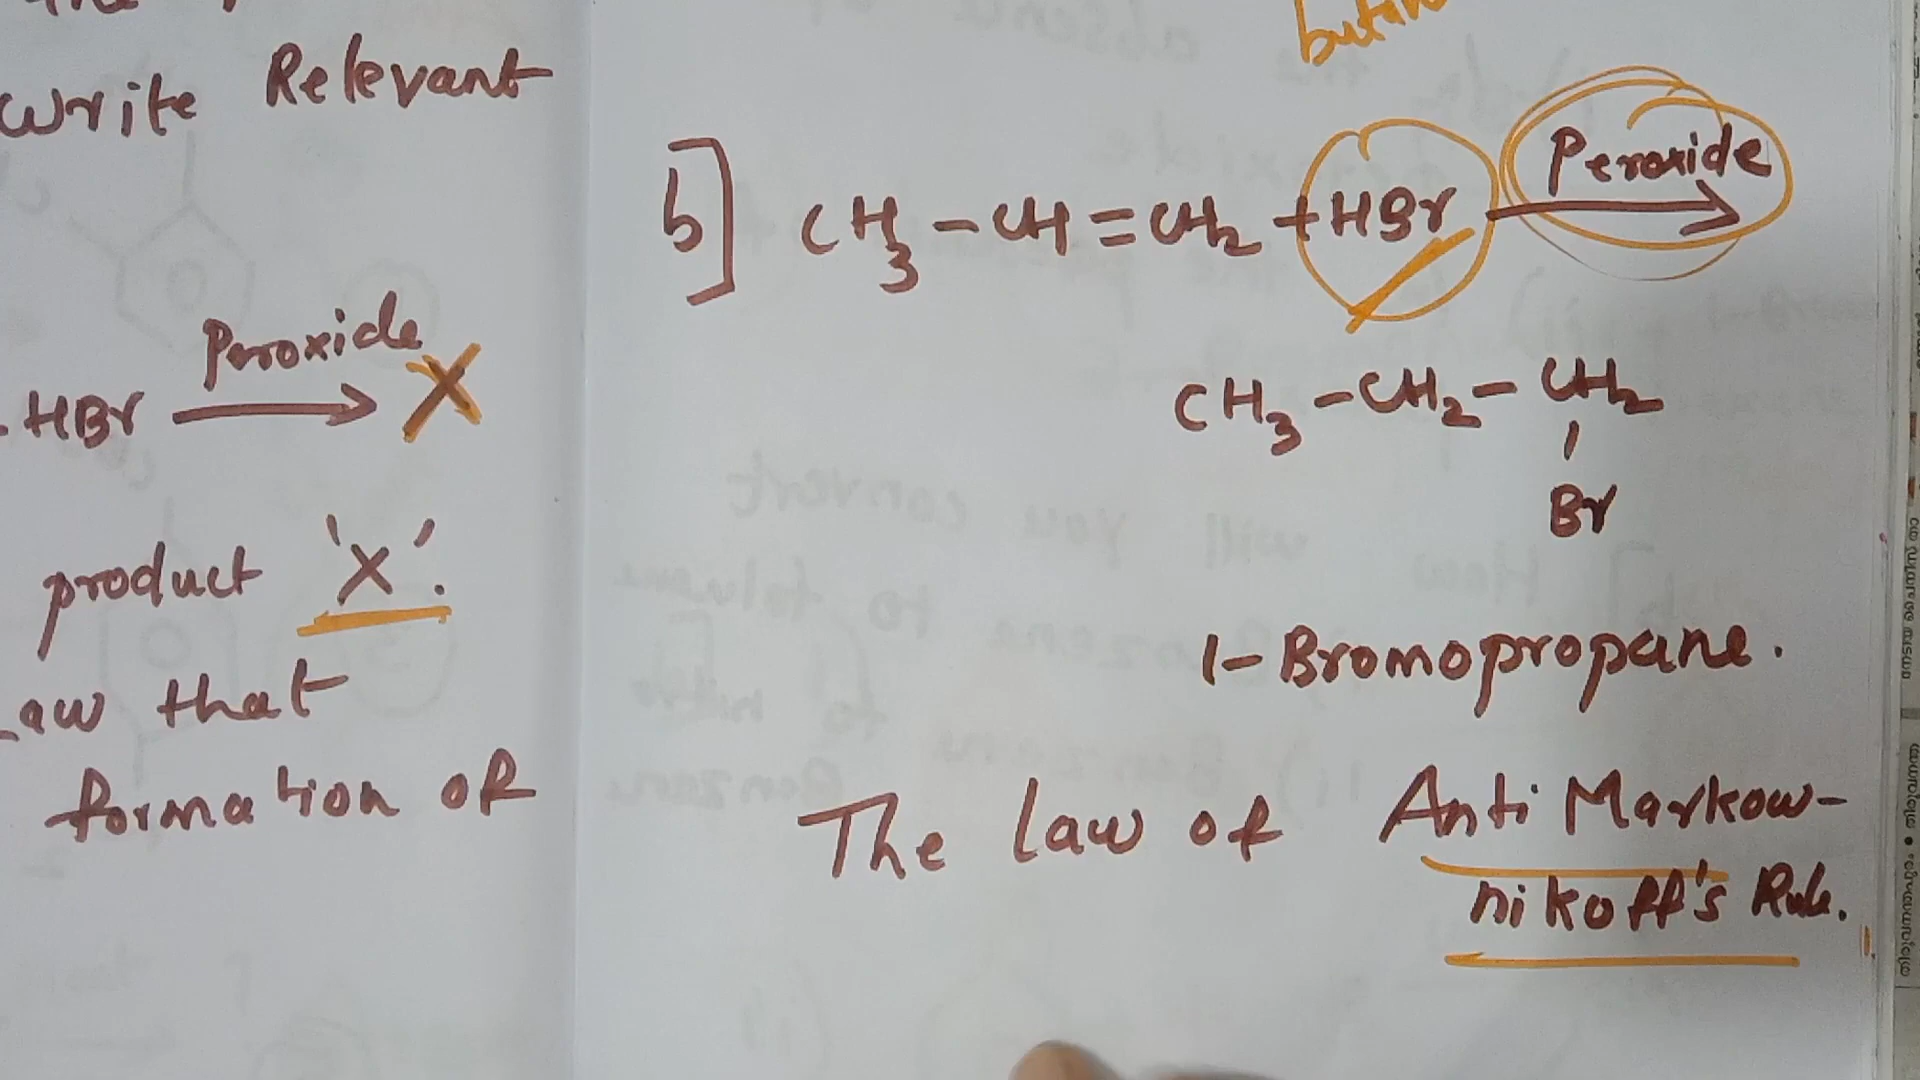 write Relevant
HBr Peroxide X
product 'X'.
Law that
formation of
b] CH3-CH=CH2 + HBr Peroxide
CH3-CH2-CH2
Br
1-Bromopropane.
The law of Anti Markow-
nikoff's Rule.